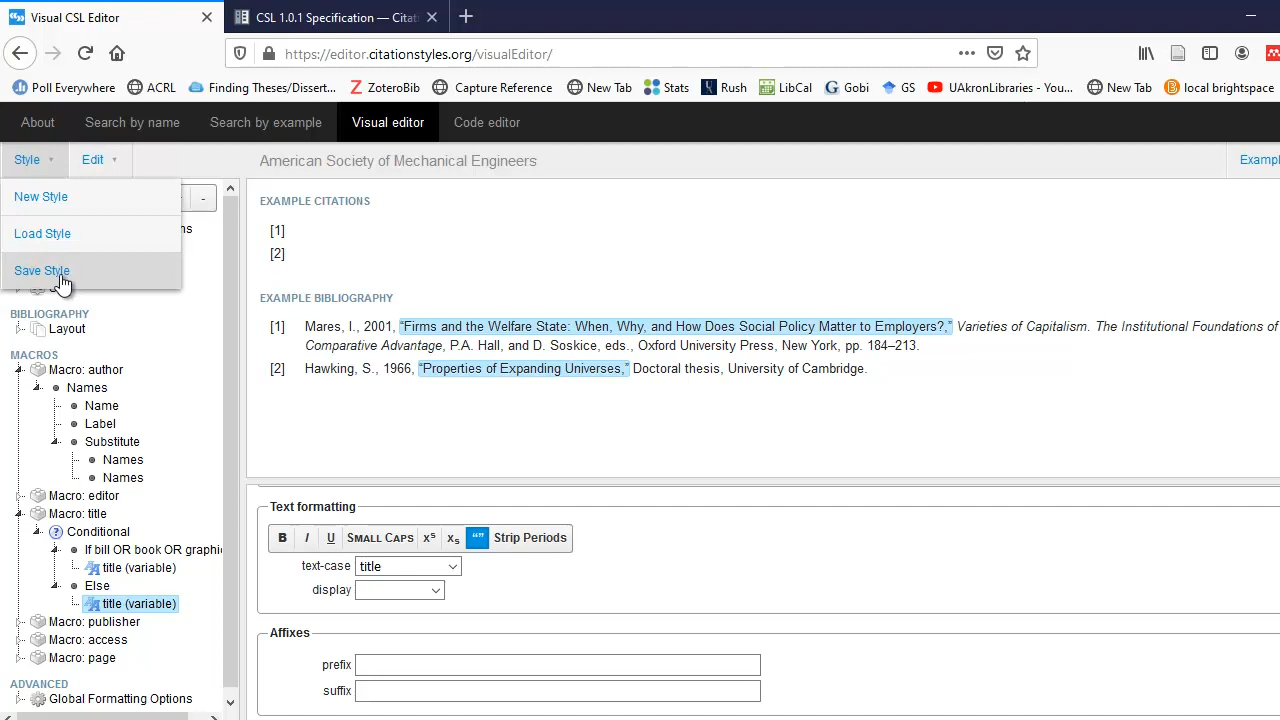 Visual CSL Editor
CSL 1.0.1 Specification — Citati
https://editor.citationstyles.org/visualEditor/
Poll Everywhere ACRL Finding Theses/Dissert... ZoteroBib Conture Reference New Tab Stats Rush LibCal Gobi GS UAkronLibraries - You... New Tab local brightspace
About Search by name Search by example Visual editor Code editor
Style Edit American Society of Mechanical Engineers Exampl
New Style
Load Style
Save Style
-
ns
EXAMPLE CITATIONS
[1]
[2]
EXAMPLE BIBLIOGRAPHY
[1] Mares, I., 2001, “Firms and the Welfare State: When, Why, and How Does Social Policy Matter to Employers?,” Varieties of Capitalism. The Institutional Foundations of
Comparative Advantage, P.A. Hall, and D. Soskice, eds., Oxford University Press, New York, pp. 184–213.
[2] Hawking, S., 1966, “Properties of Expanding Universes,” Doctoral thesis, University of Cambridge.
BIBLIOGRAPHY
Layout
MACROS
Macro: author
Names
Name
Label
Substitute
Names
Names
Macro: editor
Macro: title
Conditional
If bill OR book OR graphi
title (variable)
Else
title (variable)
Macro: publisher
Macro: access
Macro: page
ADVANCED
Global Formatting Options
Text formatting
B I U SMALL CAPS Xs Xs “” Strip Periods
text-case title
display
Affixes
prefix
suffix